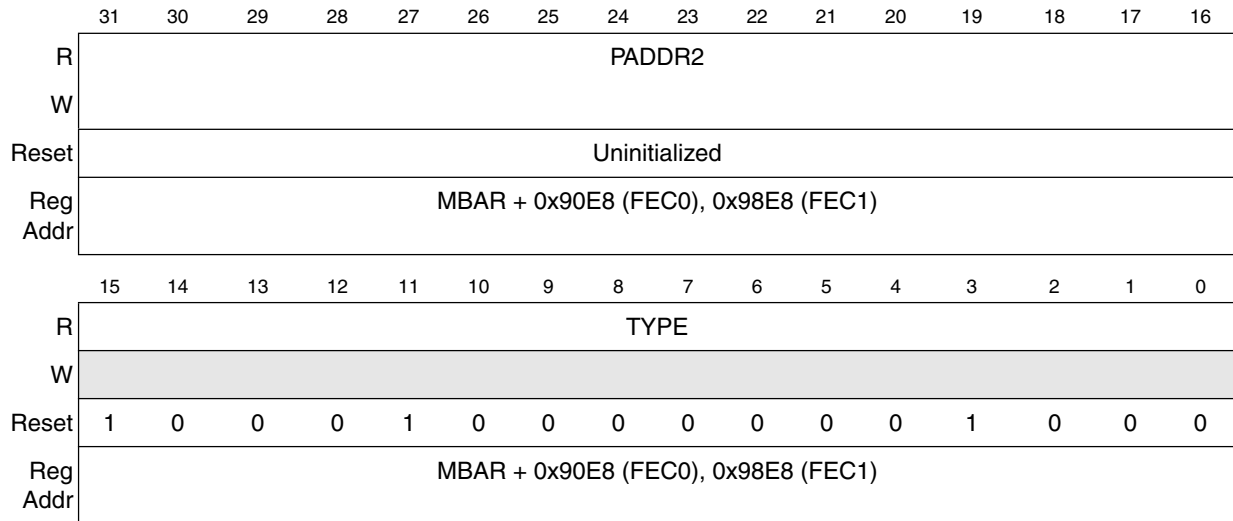 31 30 29 28 27 26 25 24 23 22 21 20 19 18 17 16
R PADDR2
W
Reset Uninitialized
Reg MBAR + 0x90E8 (FEC0), 0x98E8 (FEC1)
Addr
15 14 13 12 11 10 9 8 7 6 5 4 3 2 1 0
R TYPE
W
Reset 1 0 0 0 1 0 0 0 0 0 0 0 1 0 0 0
Reg MBAR + 0x90E8 (FEC0), 0x98E8 (FEC1)
Addr